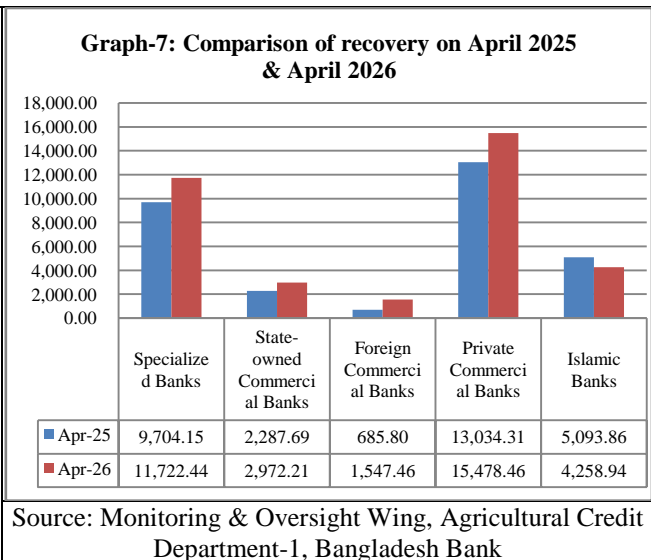 Graph-7: Comparison of recovery on April 2025
& April 2026
18,000.00
16,000.00
14,000.00
12,000.00
10,000.00
8,000.00
6,000.00
4,000.00
2,000.00
0.00
Specialize
d Banks
State-
owned
Commerci
al Banks
Foreign
Commerci
al Banks
Private
Commerci
al Banks
Islamic
Banks
Apr-25 9,704.15 2,287.69 685.80 13,034.31 5,093.86
Apr-26 11,722.44 2,972.21 1,547.46 15,478.46 4,258.94
Source: Monitoring & Oversight Wing, Agricultural Credit
Department-1, Bangladesh Bank